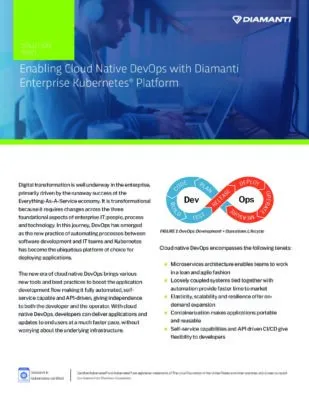 DIAMANTI
Enabling Cloud Native DevOps with Diamanti
Enterprise Kubernetes® Platform
Digital transformation is well underway in the enterprise,
primarily driven by the runaway success of the
Everything-As-A-Service economy. It is transformational
because it requires changes across the three
foundational aspects of enterprise IT: people, process
and technology. In this journey, DevOps has emerged
as the new practice of automating processes between
software development and IT teams and Kubernetes
has become the ubiquitous platform of choice for
deploying applications.
The new era of cloud native DevOps brings various
new tools and best practices to boost the application
development flow making it fully automated, self-
service capable and API-driven, giving independence
to both the developer and the operator. With cloud
native DevOps, developers can deliver applications and
updates to end users at a much faster pace, without
worrying about the underlying infrastructure.
CODE
PLAN
BUILD
TEST
Dev
RELEASE
DEPLOY
OPERATE
Ops
FIGURE 1: DevOps Development + Operations Lifecycle
Cloud native DevOps encompasses the following tenets:
Microservices architecture enables teams to work
in a lean and agile fashion
Loosely coupled systems tied together with
automation provide faster time to market
Elasticity, scalability and resilience offer on-
demand expansion
Containerisation makes applications portable
and reusable
Self-service capabilities and API driven CI/CD give
flexibility to developers